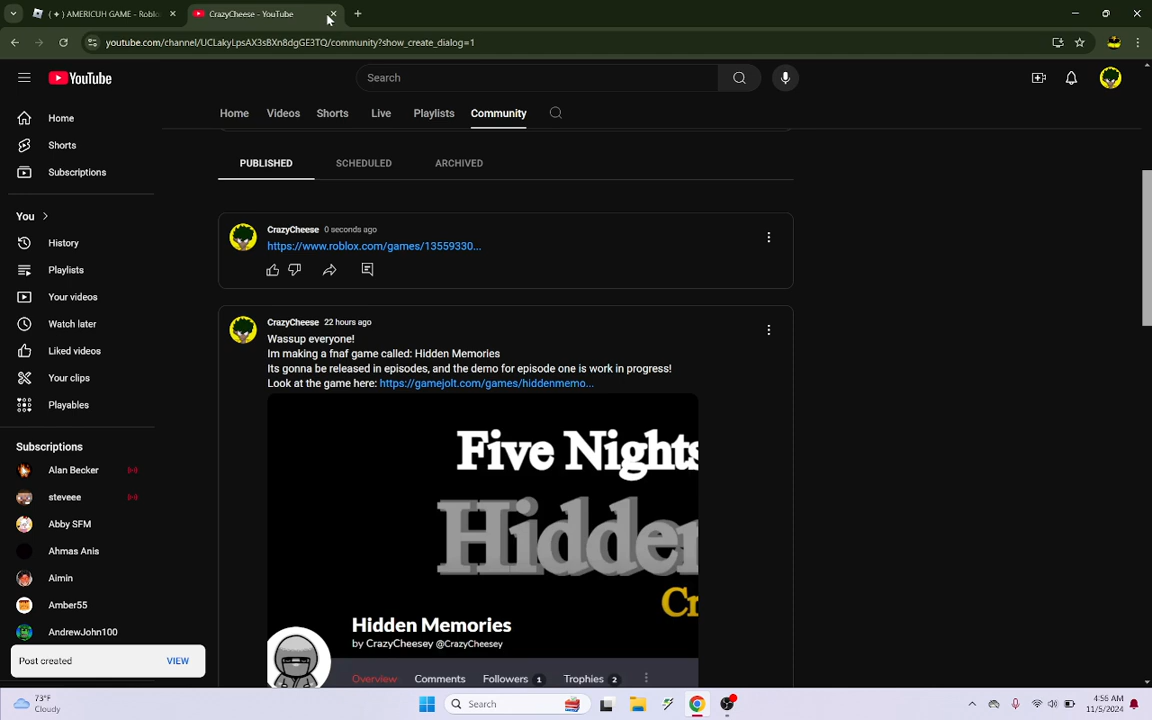 ( + ) AMERICUH GAME - Roblo
CrazyCheese - YouTube
youtube.com/channel/UCLakyLpsAX3sBXn8dgGE3TQ/community?show_create_dialog=1
YouTube
Search
Home Videos Shorts Live Playlists Community
Home
Shorts
Subscriptions
You
History
Playlists
Your videos
Watch later
Liked videos
Your clips
Playables
Subscriptions
Alan Becker
steveee
Abby SFM
Ahmas Anis
Aimin
Amber55
AndrewJohn100
Post created VIEW
PUBLISHED SCHEDULED ARCHIVED
CrazyCheese 0 seconds ago
https://www.roblox.com/games/13559330...
CrazyCheese 22 hours ago
Wassup everyone!
Im making a fnaf game called: Hidden Memories
Its gonna be released in episodes, and the demo for episode one is work in progress!
Look at the game here: https://gamejolt.com/games/hiddenmemo...
Five Nights
Hidden
Cr
Hidden Memories
by CrazyCheesey @CrazyCheesey
Overview Comments Followers 1 Trophies 2
73°F
Cloudy
Search
4:56 AM
11/5/2024